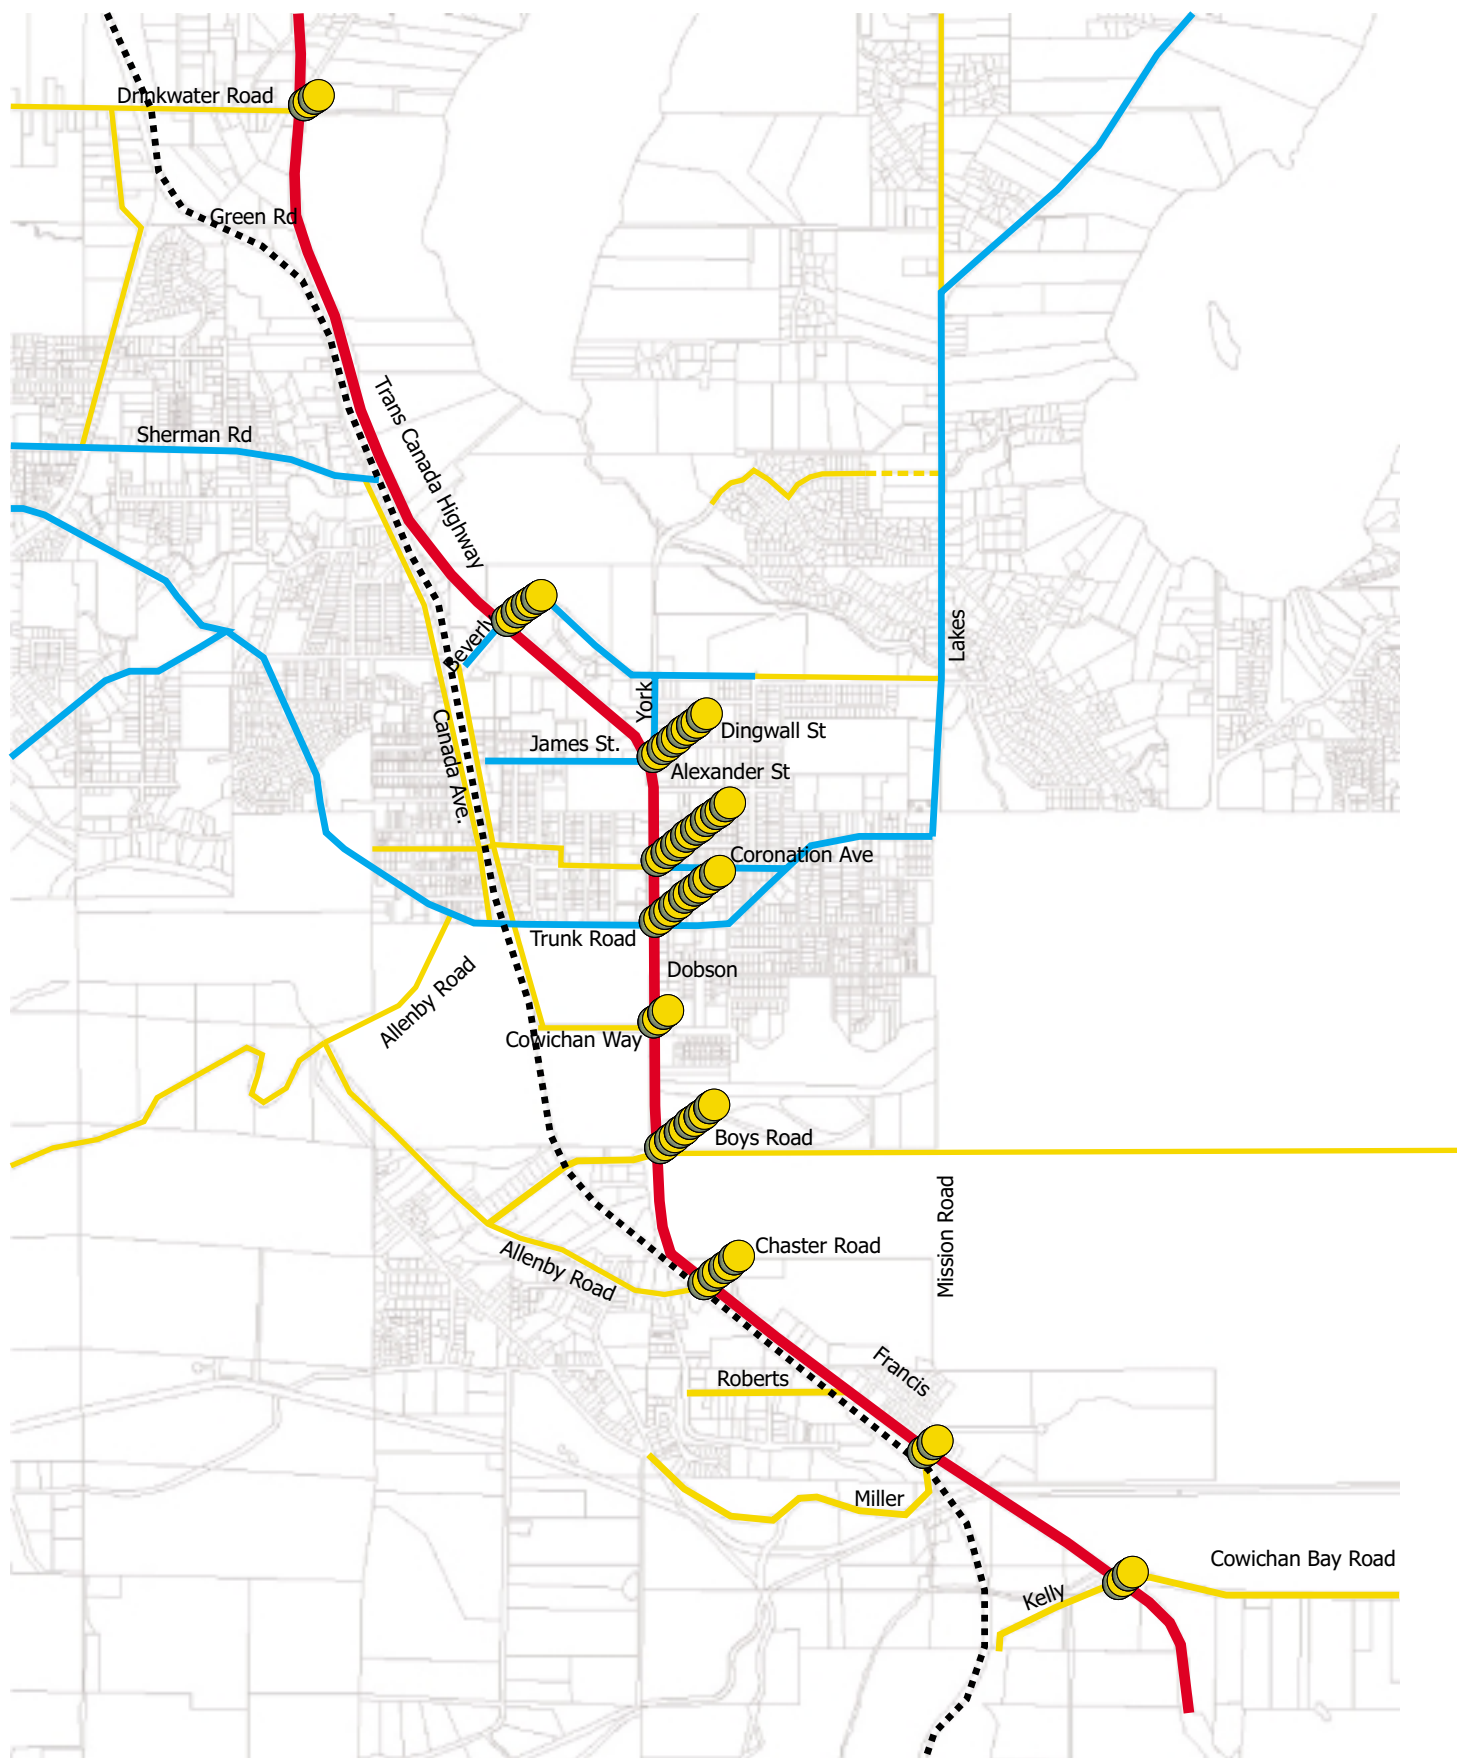 Drinkwater Road
Green Rd
Trans Canada Highway
Sherman Rd
Beverly
Lakes
York
Dingwall St
James St.
Canada Ave.
Alexander St
Coronation Ave
Trunk Road
Dobson
Allenby Road
Cowichan Way
Boys Road
Mission Road
Chaster Road
Allenby Road
Francis
Roberts
Miller
Cowichan Bay Road
Kelly